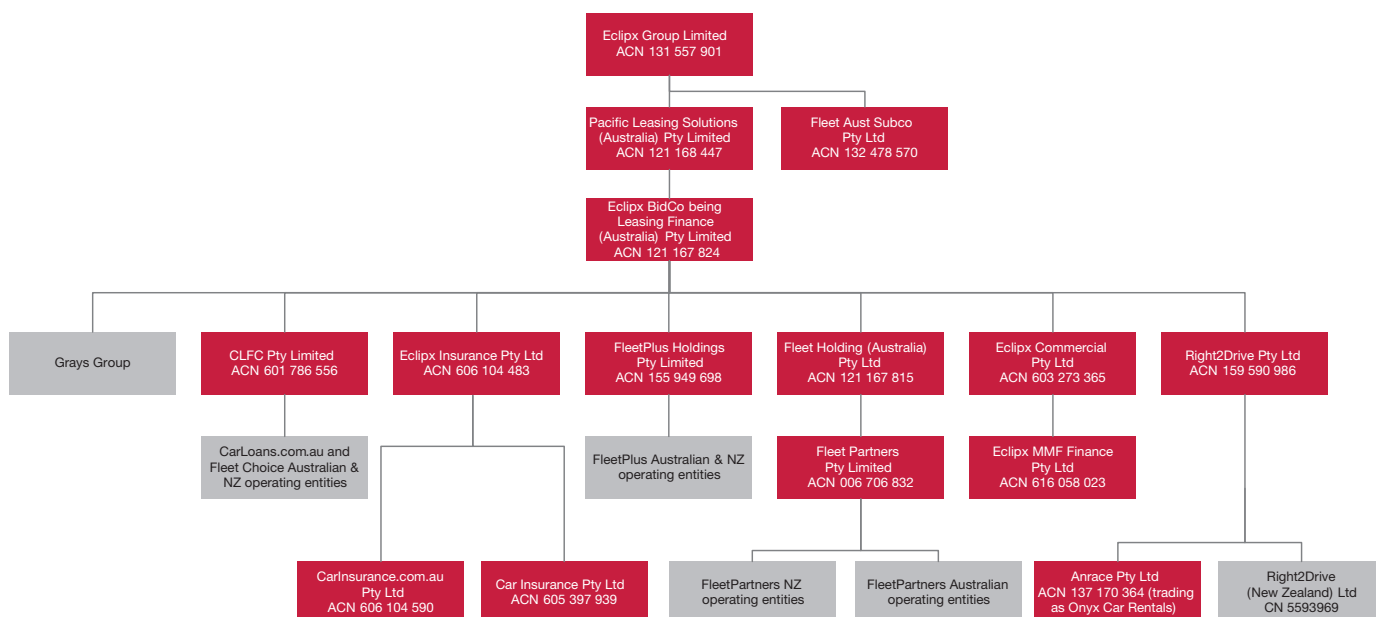 Eclipx Group Limited
ACN 131 557 901
Pacific Leasing Solutions
(Australia) Pty Limited
ACN 121 168 447
Fleet Aust Subco
Pty Ltd
ACN 132 478 570
Eclipx BidCo being
Leasing Finance
(Australia) Pty Limited
ACN 121 167 824
Grays Group
CLFC Pty Limited
ACN 601 786 556
Eclipx Insurance Pty Ltd
ACN 606 104 483
FleetPlus Holdings
Pty Limited
ACN 155 949 698
Fleet Holding (Australia)
Pty Ltd
ACN 121 167 815
Eclipx Commercial
Pty Ltd
ACN 603 273 365
Right2Drive Pty Ltd
ACN 159 590 986
CarLoans.com.au and
Fleet Choice Australian &
NZ operating entities
FleetPlus Australian & NZ
operating entities
Fleet Partners
Pty Limited
ACN 006 706 832
Eclipx MMF Finance
Pty Ltd
ACN 616 058 023
CarInsurance.com.au
Pty Ltd
ACN 606 104 590
Car Insurance Pty Ltd
ACN 605 397 939
FleetPartners NZ
operating entities
FleetPartners Australian
operating entities
Anrace Pty Ltd
ACN 137 170 364 (trading
as Onyx Car Rentals)
Right2Drive
(New Zealand) Ltd
CN 5593969